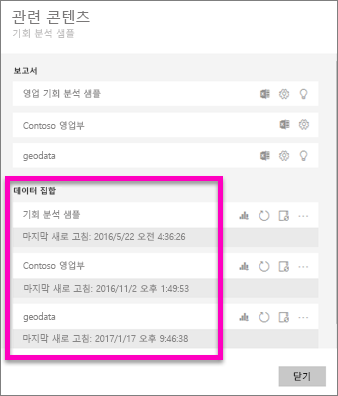 관련 콘텐츠
기회 분석 샘플
보고서
영업 기회 분석 샘플
Contoso 영업부
geodata
데이터 집합
기회 분석 샘플
마지막 새로 고침: 2016/5/22 오전 4:36:26
Contoso 영업부
마지막 새로 고침: 2016/11/2 오후 1:49:53
geodata
마지막 새로 고침: 2017/1/17 오후 9:46:38
닫기